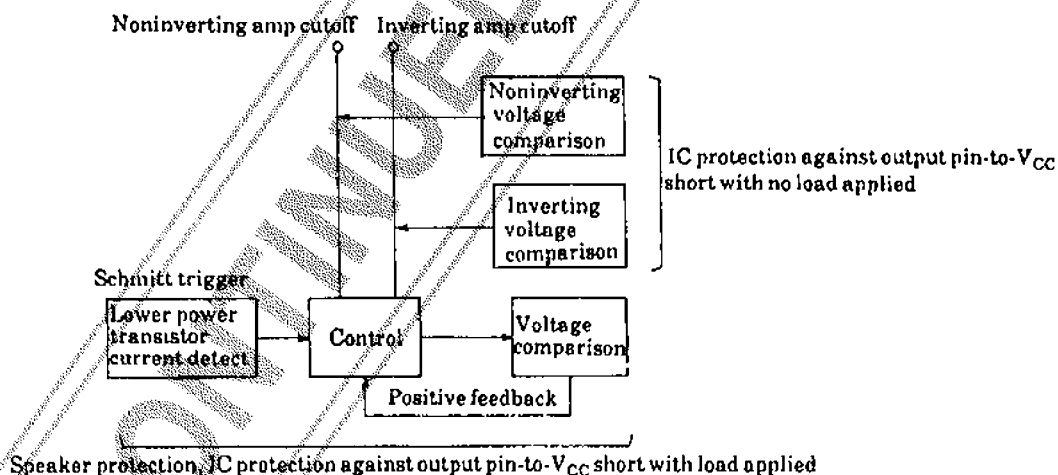 Noninverting amp cutoff Inverting amp cutoff
Noninverting
voltage
comparison
IC protection against output pin-to-VCC
short with no load applied
Inverting
voltage
comparison
Schmitt trigger
Lower power
transistor
current detect
Control
Voltage
comparison
Positive feedback
Speaker protection, IC protection against output pin-to-VCC short with load applied